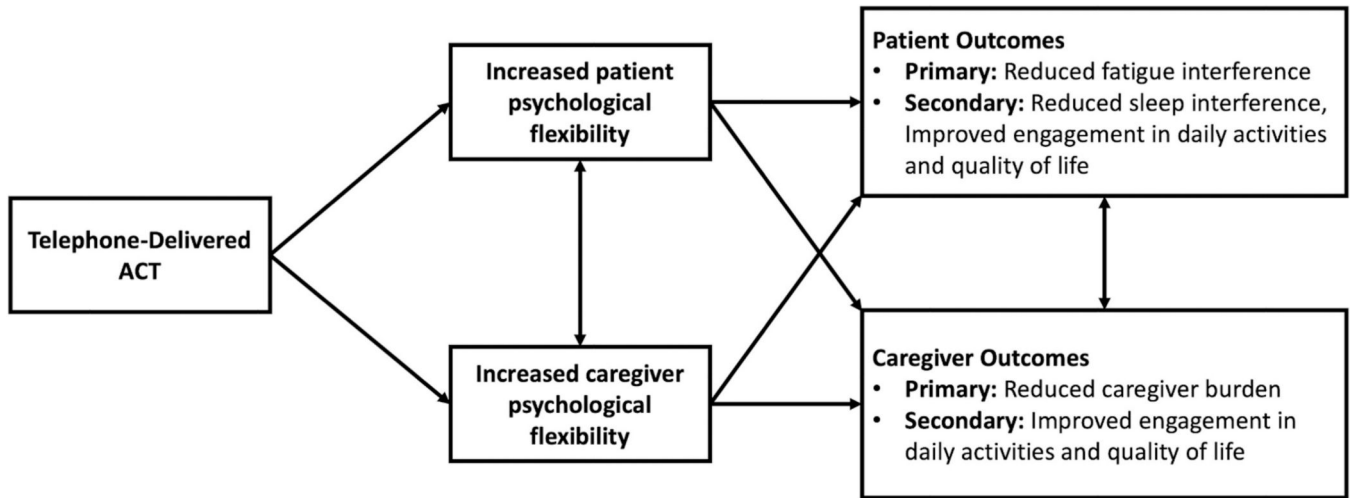 Telephone-Delivered
ACT
Increased patient
psychological
flexibility
Increased caregiver
psychological
flexibility
Patient Outcomes
• Primary: Reduced fatigue interference
• Secondary: Reduced sleep interference,
Improved engagement in daily activities
and quality of life
Caregiver Outcomes
• Primary: Reduced caregiver burden
• Secondary: Improved engagement in
daily activities and quality of life